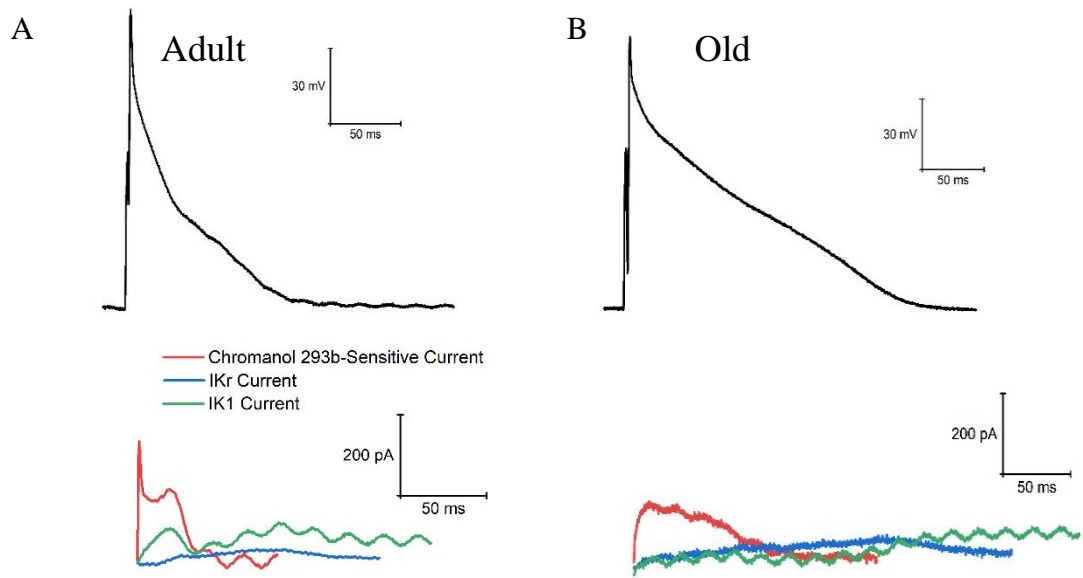 A
Adult
30 mV
50 ms
B
Old
30 mV
50 ms
Chromanol 293b-Sensitive Current
IKr Current
IK1 Current
200 pA
50 ms
200 pA
50 ms